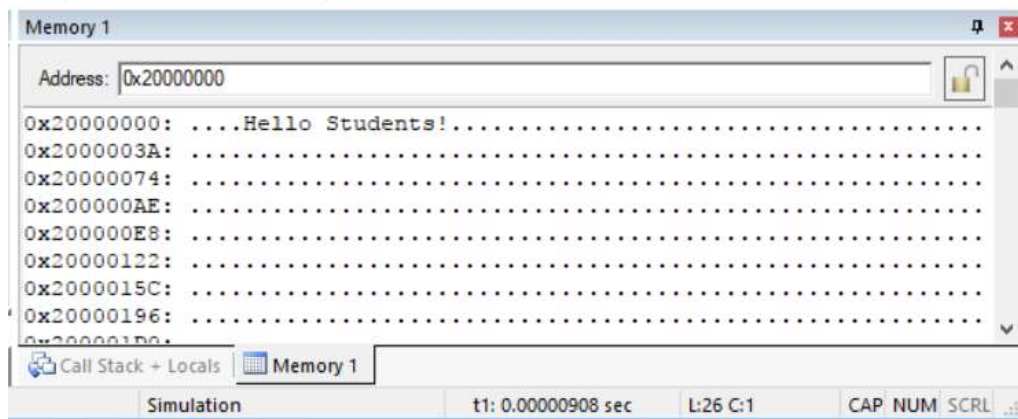 Memory 1
Address: 0x20000000
0x20000000: ....Hello Students!.......................................
0x2000003A: ..........................................................
0x20000074: ..........................................................
0x200000AE: ..........................................................
0x200000E8: ..........................................................
0x20000122: ..........................................................
0x2000015C: ..........................................................
0x20000196: ..........................................................
0x200001D0:
Call Stack + Locals Memory 1
Simulation t1: 0.00000908 sec L:26 C:1 CAP NUM SCRL